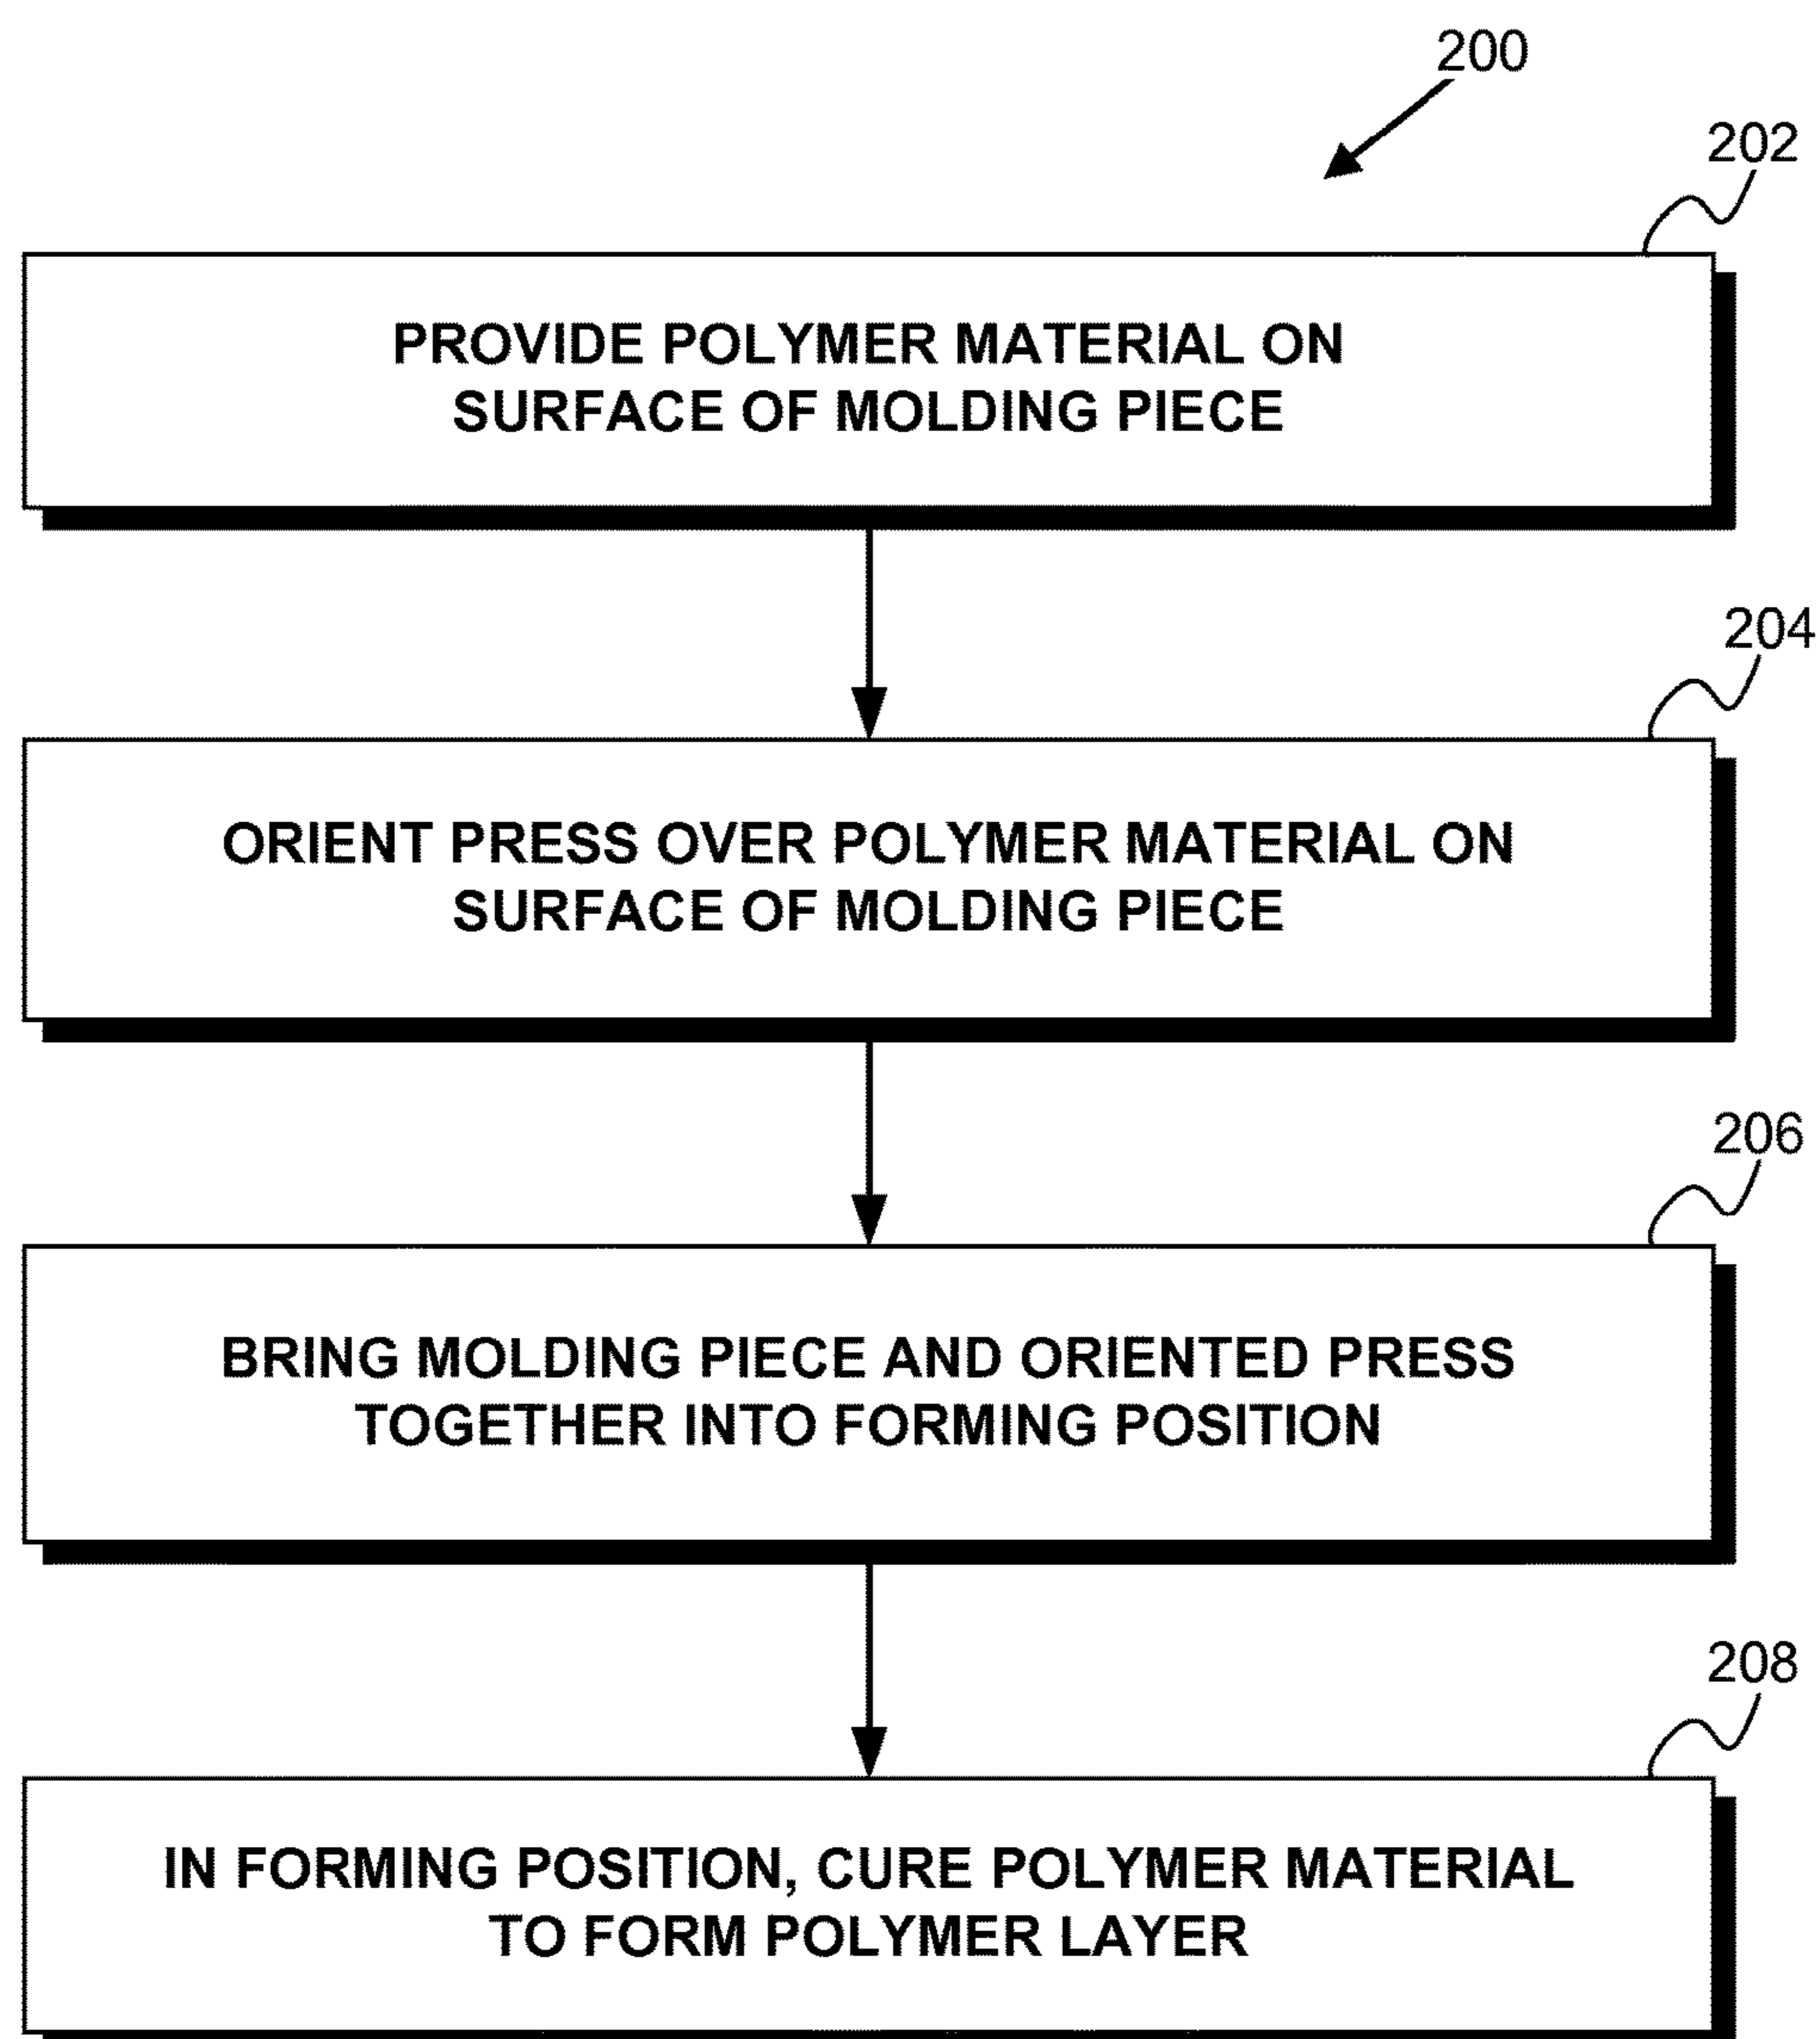 200
202
PROVIDE POLYMER MATERIAL ON
SURFACE OF MOLDING PIECE
204
ORIENT PRESS OVER POLYMER MATERIAL ON
SURFACE OF MOLDING PIECE
206
BRING MOLDING PIECE AND ORIENTED PRESS
TOGETHER INTO FORMING POSITION
208
IN FORMING POSITION, CURE POLYMER MATERIAL
TO FORM POLYMER LAYER